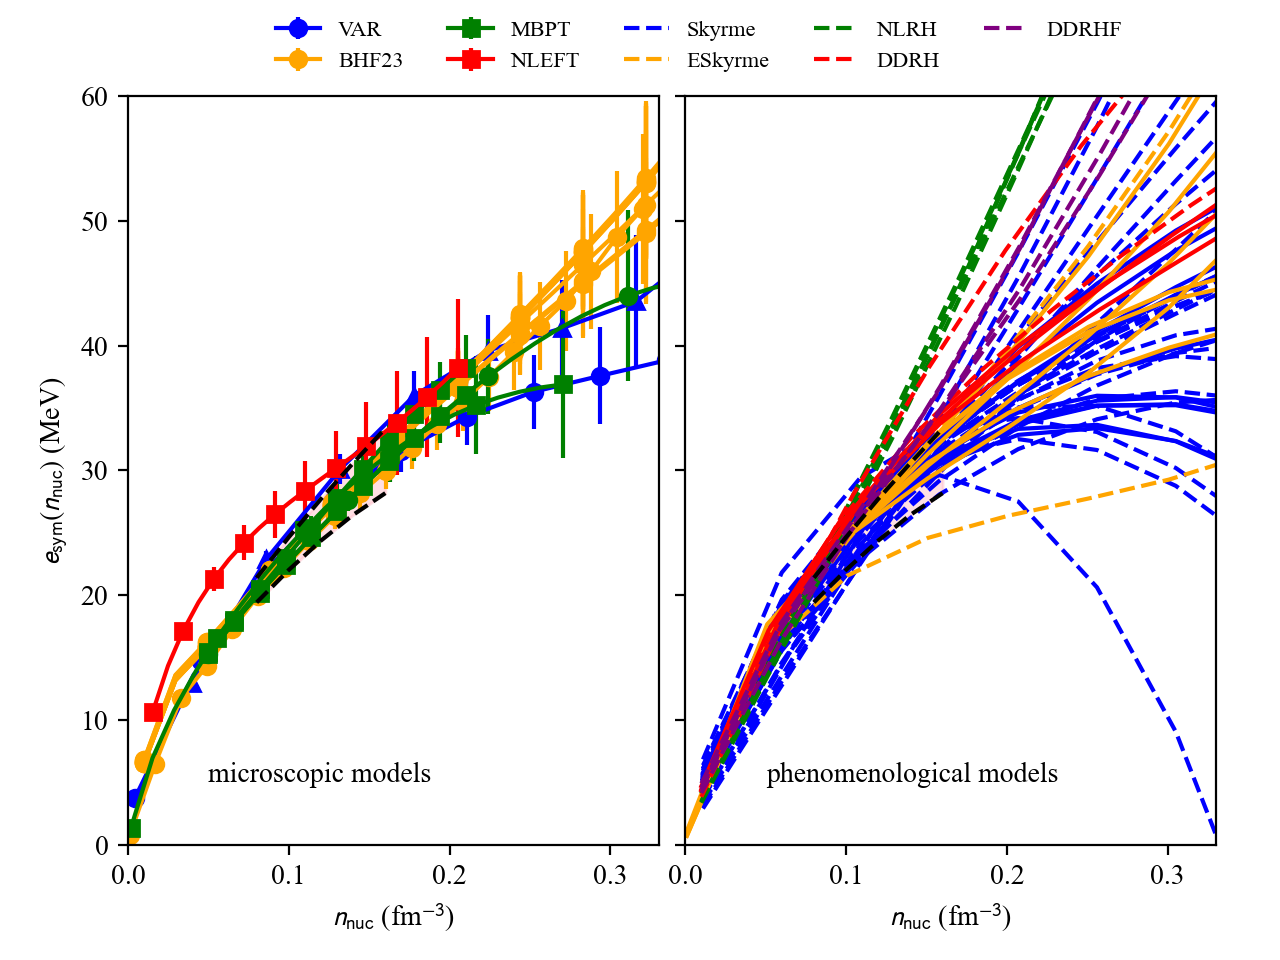 VAR MBPT Skyrme NLRH DDRHF
BHF23 NLEFT ESkyrme DDRH
60
50
40
30
20
10
0
e_sym(n_nuc) (MeV)
microscopic models
phenomenological models
0.0 0.1 0.2 0.3 0.0 0.1 0.2 0.3
n_nuc (fm⁻³) n_nuc (fm⁻³)